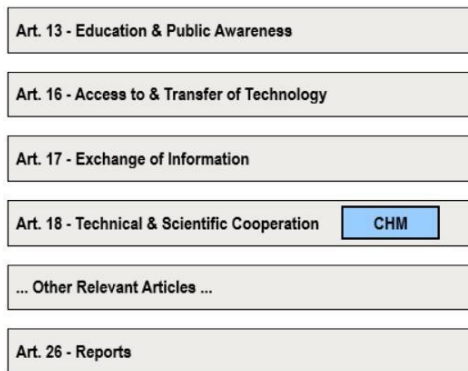 Art. 13 - Education & Public Awareness
Art. 16 - Access to & Transfer of Technology
Art. 17 - Exchange of Information
Art. 18 - Technical & Scientific Cooperation CHM
... Other Relevant Articles ...
Art. 26 - Reports